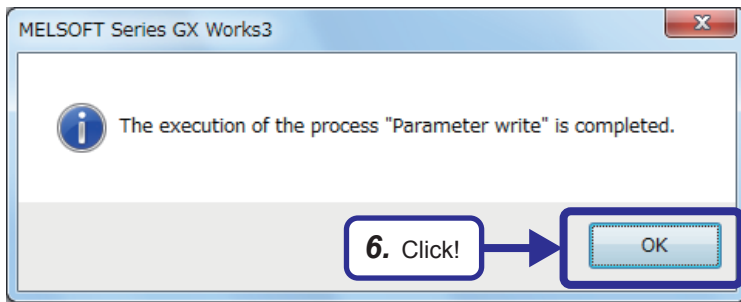 MELSOFT Series GX Works3
The execution of the process "Parameter write" is completed.
6. Click!
OK